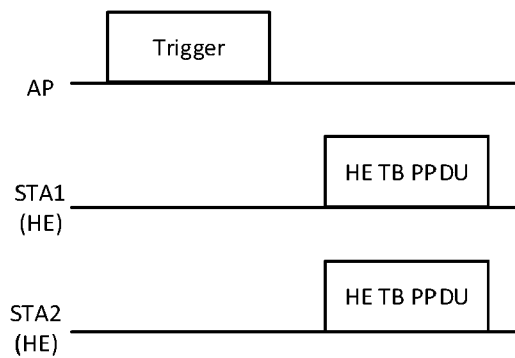 Trigger
AP
HE TB PPDU
STA1
(HE)
HE TB PPDU
STA2
(HE)